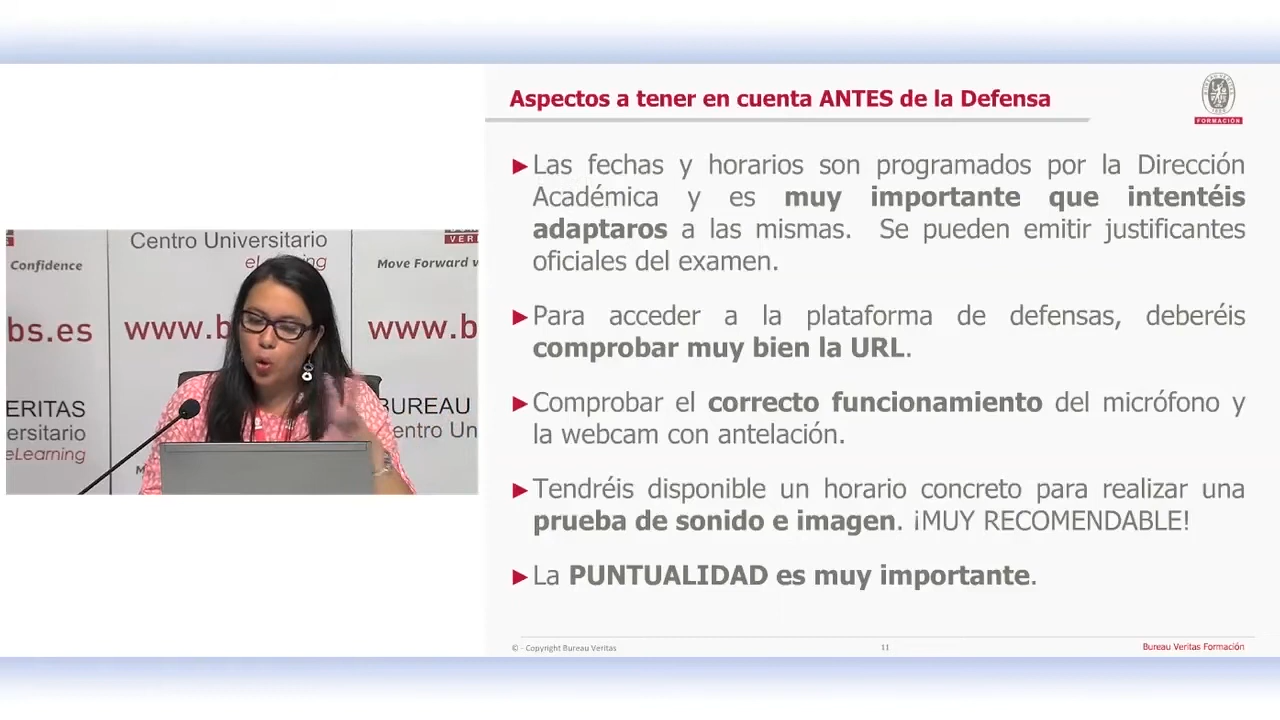 Aspectos a tener en cuenta ANTES de la Defensa
FORMACIÓN
►Las fechas y horarios son programados por la Dirección
Académica y es muy importante que intentéis
adaptaros a las mismas. Se pueden emitir justificantes
oficiales del examen.
►Para acceder a la plataforma de defensas, deberéis
comprobar muy bien la URL.
►Comprobar el correcto funcionamiento del micrófono y
la webcam con antelación.
►Tendréis disponible un horario concreto para realizar una
prueba de sonido e imagen. ¡MUY RECOMENDABLE!
►La PUNTUALIDAD es muy importante.
© - Copyright Bureau Veritas
11
Bureau Veritas Formación
Centro Universitario
eLearning
Confidence
Move Forward w
bs.es
www.b
www.b
ERITAS
ersitario
eLearning
BUREAU
entro Un